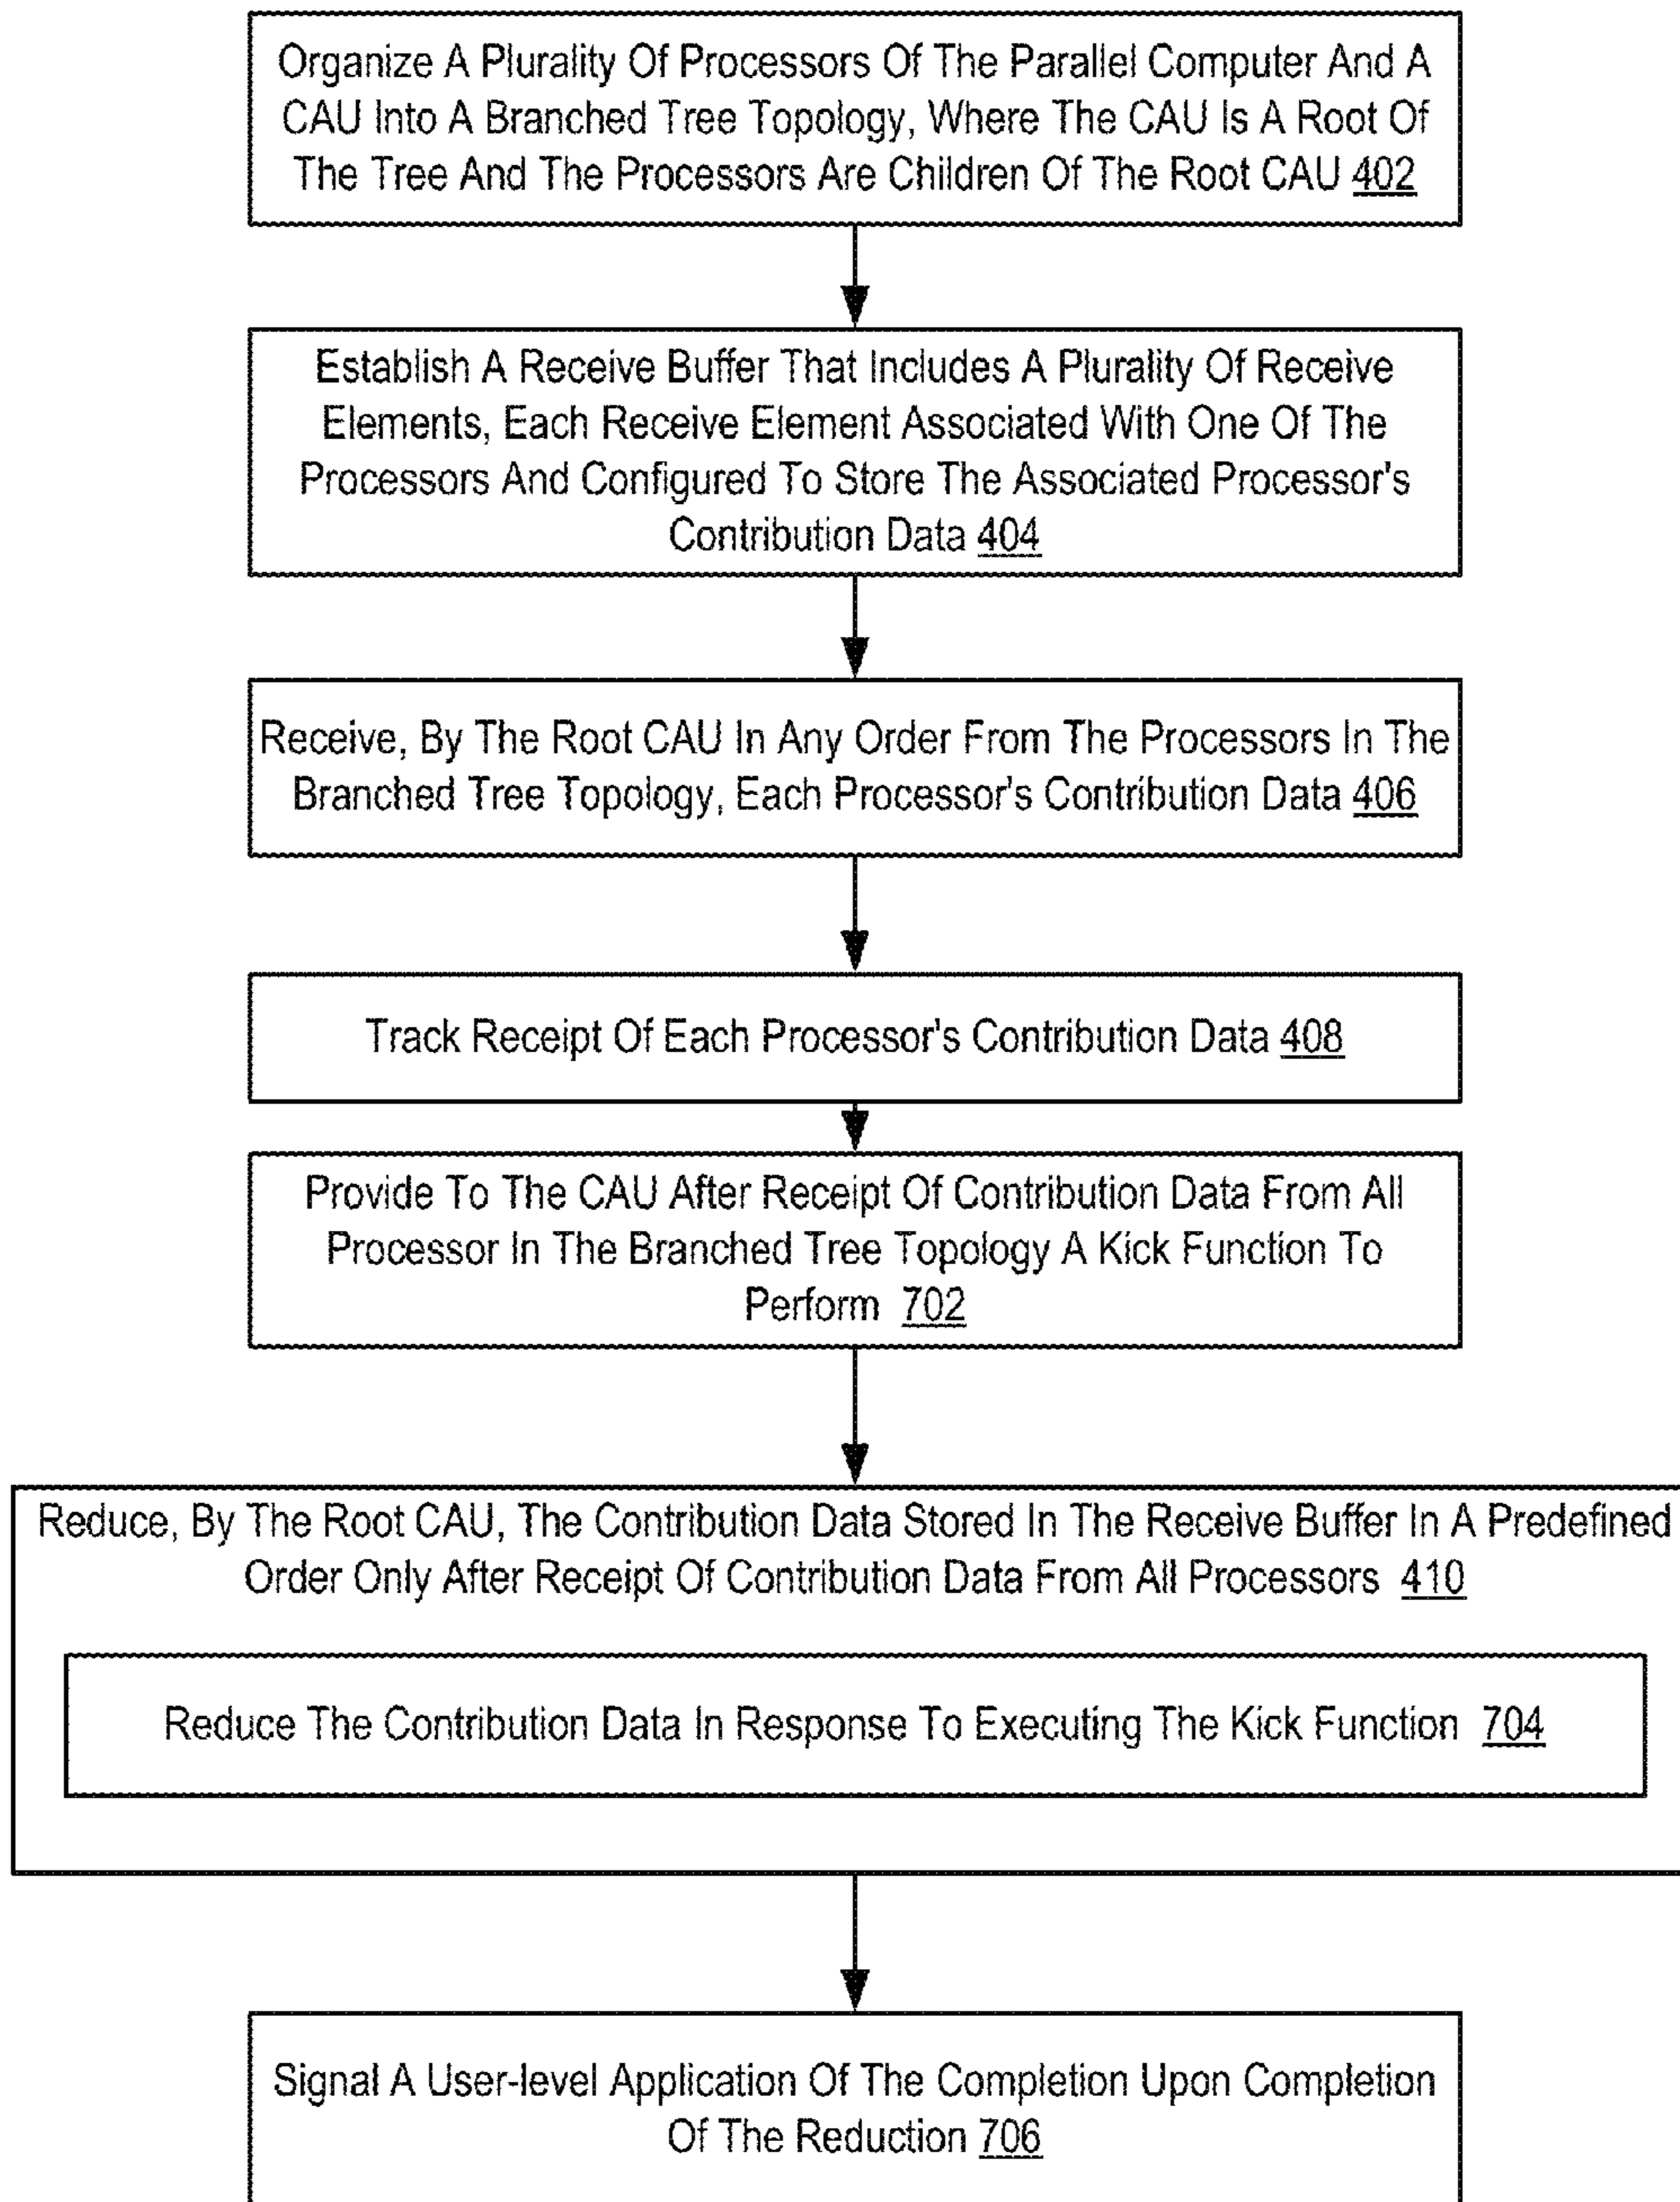 Organize A Plurality Of Processors Of The Parallel Computer And A
CAU Into A Branched Tree Topology, Where The CAU Is A Root Of
The Tree And The Processors Are Children Of The Root CAU 402
Establish A Receive Buffer That Includes A Plurality Of Receive
Elements, Each Receive Element Associated With One Of The
Processors And Configured To Store The Associated Processor's
Contribution Data 404
Receive, By The Root CAU In Any Order From The Processors In The
Branched Tree Topology, Each Processor's Contribution Data 406
Track Receipt Of Each Processor's Contribution Data 408
Provide To The CAU After Receipt Of Contribution Data From All
Processor In The Branched Tree Topology A Kick Function To
Perform 702
Reduce, By The Root CAU, The Contribution Data Stored In The Receive Buffer In A Predefined
Order Only After Receipt Of Contribution Data From All Processors 410
Reduce The Contribution Data In Response To Executing The Kick Function 704
Signal A User-level Application Of The Completion Upon Completion
Of The Reduction 706